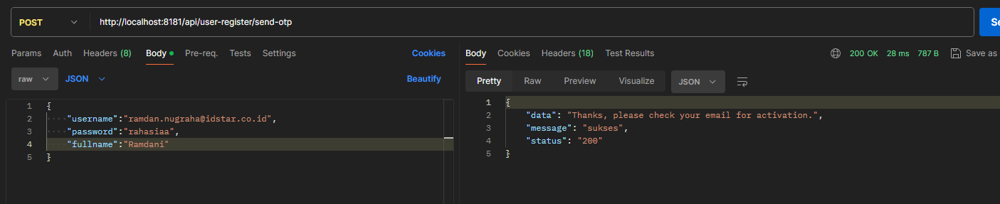 POST
http://localhost:8181/api/user-register/send-otp
Se
Params Auth Headers (8) Body Pre-req. Tests Settings Cookies
raw JSON Beautify
1 {
2 "username":"ramdan.nugraha@idstar.co.id",
3 "password":"rahasiaa",
4 "fullname":"Ramdani"
5 }
Body Cookies Headers (18) Test Results 200 OK 28 ms 787 B Save as
Pretty Raw Preview Visualize JSON
1 {
2 "data": "Thanks, please check your email for activation.",
3 "message": "sukses",
4 "status": "200"
5 }